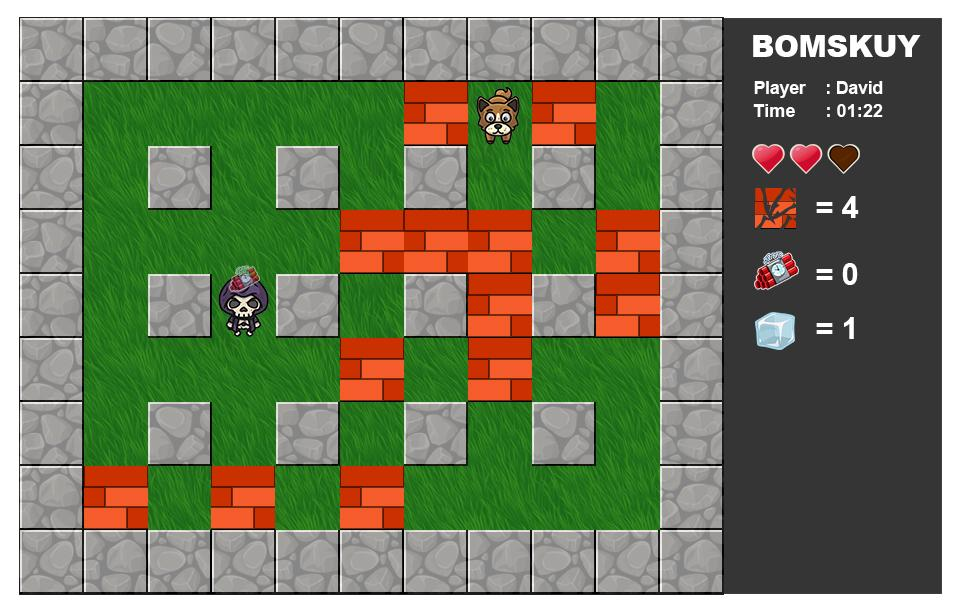 BOMSKUY
Player : David
Time : 01:22
= 4
= 0
= 1